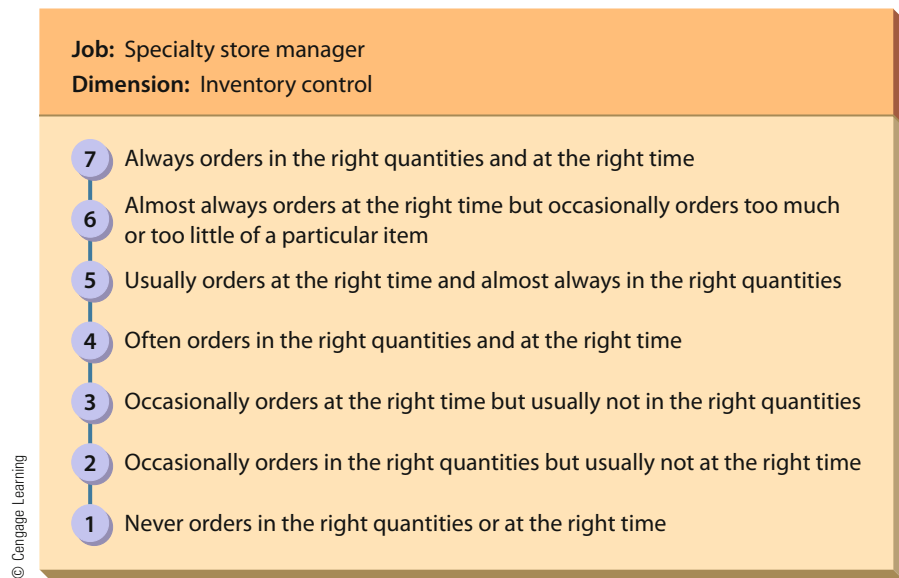 Job: Specialty store manager
Dimension: Inventory control
7 Always orders in the right quantities and at the right time
6 Almost always orders at the right time but occasionally orders too much
or too little of a particular item
5 Usually orders at the right time and almost always in the right quantities
4 Often orders in the right quantities and at the right time
3 Occasionally orders at the right time but usually not in the right quantities
2 Occasionally orders in the right quantities but usually not at the right time
1 Never orders in the right quantities or at the right time
© Cengage Learning